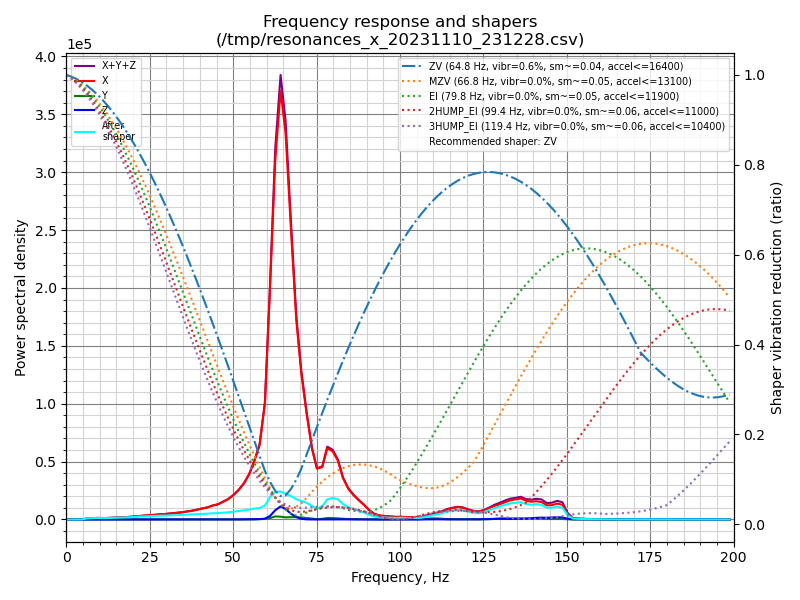 Frequency response and shapers
(/tmp/resonances_x_20231110_231228.csv)
1e5
X+Y+Z
X
Y
Z
After
shaper
ZV (64.8 Hz, vibr=0.6%, sm~=0.04, accel<=16400)
MZV (66.8 Hz, vibr=0.0%, sm~=0.05, accel<=13100)
EI (79.8 Hz, vibr=0.0%, sm~=0.05, accel<=11900)
2HUMP_EI (99.4 Hz, vibr=0.0%, sm~=0.06, accel<=11000)
3HUMP_EI (119.4 Hz, vibr=0.0%, sm~=0.06, accel<=10400)
Recommended shaper: ZV
Power spectral density
4.0
3.5
3.0
2.5
2.0
1.5
1.0
0.5
0.0
1.0
0.8
0.6
0.4
0.2
0.0
Shaper vibration reduction (ratio)
0 25 50 75 100 125 150 175 200
Frequency, Hz